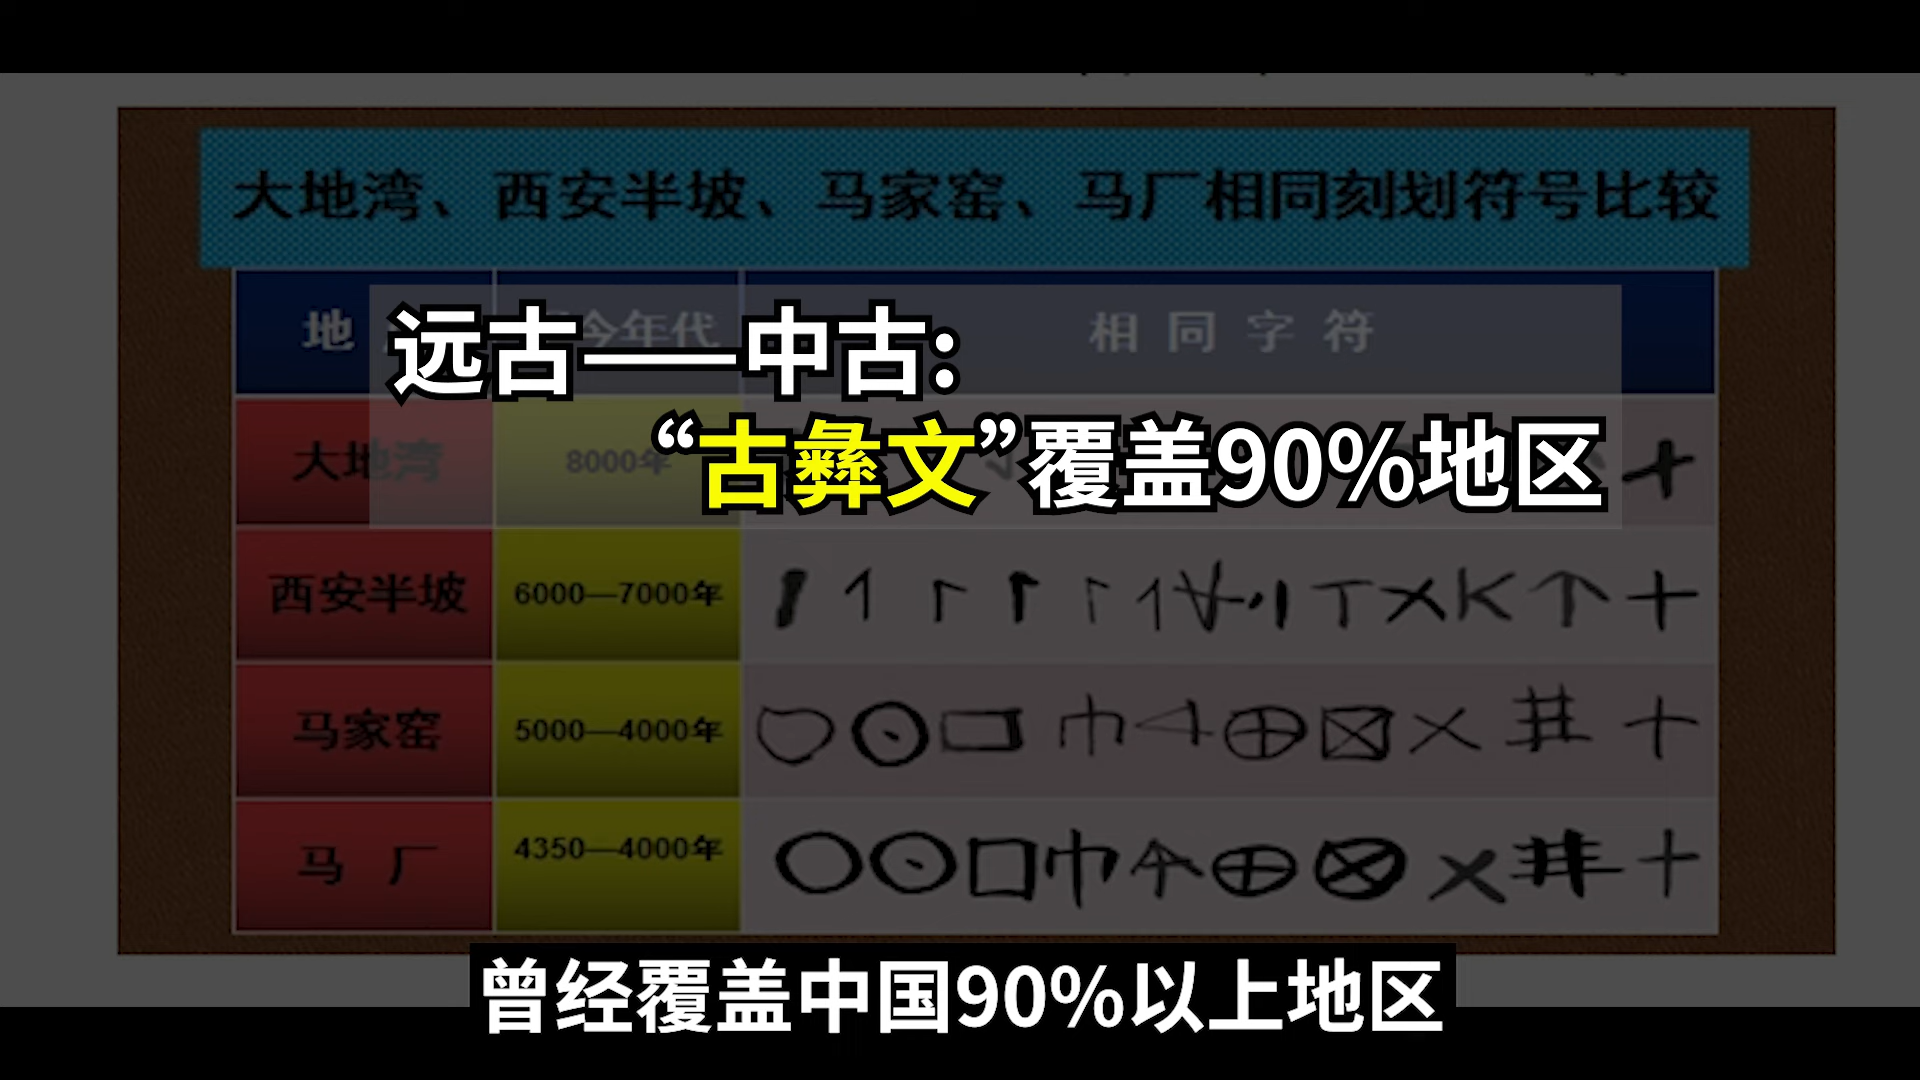 大地湾、西安半坡、马家窑、马厂相同刻划符号比较
地 今年代 相同字符
远古——中古:
“古彝文”覆盖90%地区
大地湾 8000年
西安半坡 6000—7000年
马家窑 5000—4000年
马厂 4350—4000年
曾经覆盖中国90%以上地区